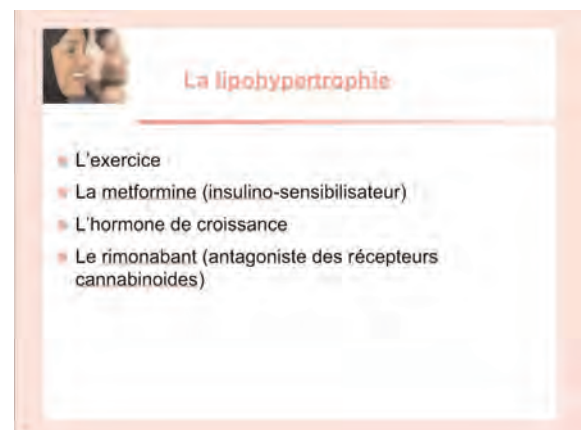 La lipohypertrophie
L'exercice
La metformine (insulino-sensibilisateur)
L'hormone de croissance
Le rimonabant (antagoniste des récepteurs
cannabinoides)